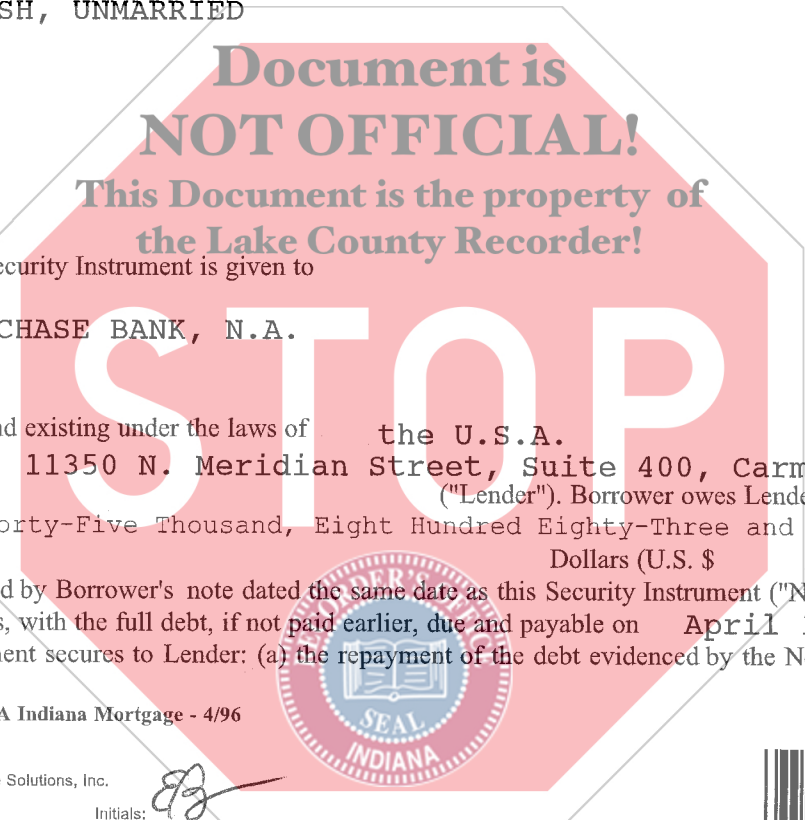 SH, UNMARRIED
Document is
NOT OFFICIAL!
This Document is the property of
the Lake County Recorder!
ecurity Instrument is given to
CHASE BANK, N.A.
STOP
nd existing under the laws of the U.S.A.
11350 N. Meridian Street, Suite 400, Carm
("Lender"). Borrower owes Lende
orty-Five Thousand, Eight Hundred Eighty-Three and
Dollars (U.S. $
d by Borrower's note dated the same date as this Security Instrument ("N
s, with the full debt, if not paid earlier, due and payable on April
ent secures to Lender: (a) the repayment of the debt evidenced by the N
SEAL
INDIANA
A Indiana Mortgage - 4/96
Solutions, Inc.
Initials: